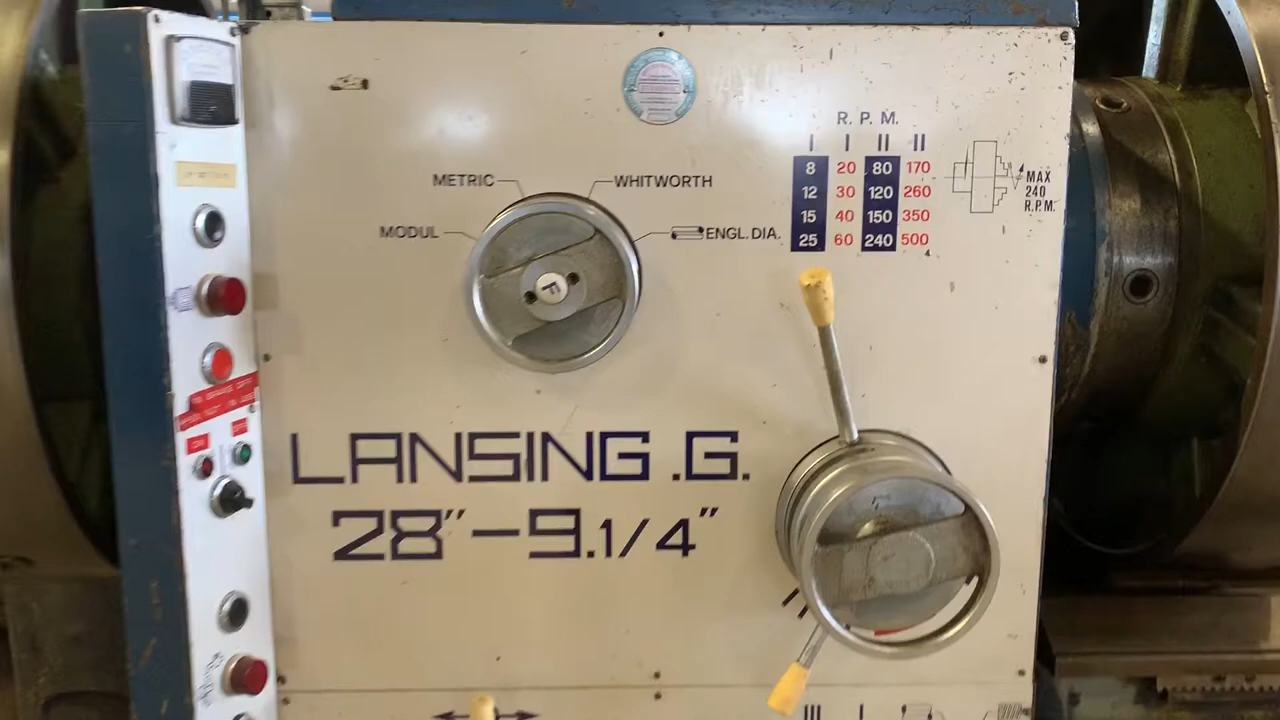 METRIC
WHITWORTH
MODUL
ENGL. DIA.
F
R. P. M.
I I II II
8 20 80 170
12 30 120 260
15 40 150 350
25 60 240 500
MAX
240
R.P.M.
LANSING .G.
28"-9.1/4"
III I